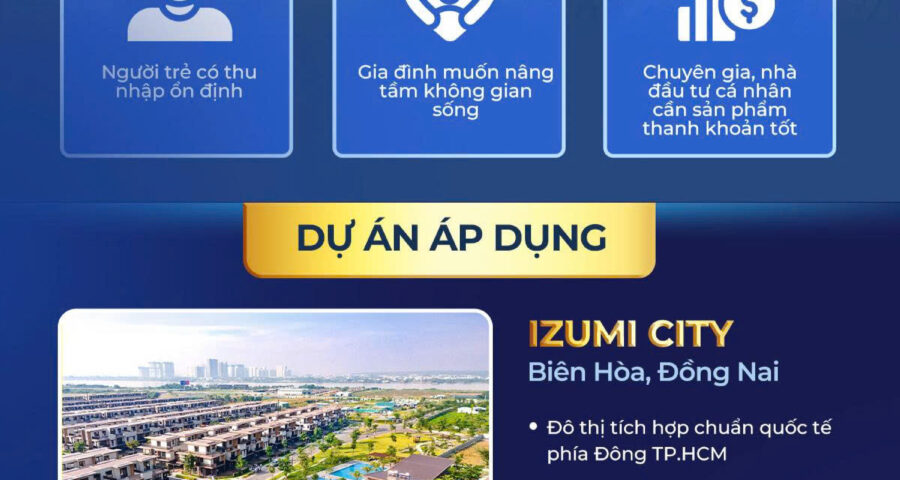 Người trẻ có thu
nhập ổn định
Gia đình muốn nâng
tầm không gian
sống
Chuyên gia, nhà
đầu tư cá nhân
cần sản phẩm
thanh khoản tốt
$
DỰ ÁN ÁP DỤNG
IZUMI CITY
Biên Hòa, Đồng Nai
• Đô thị tích hợp chuẩn quốc tế
phía Đông TP.HCM